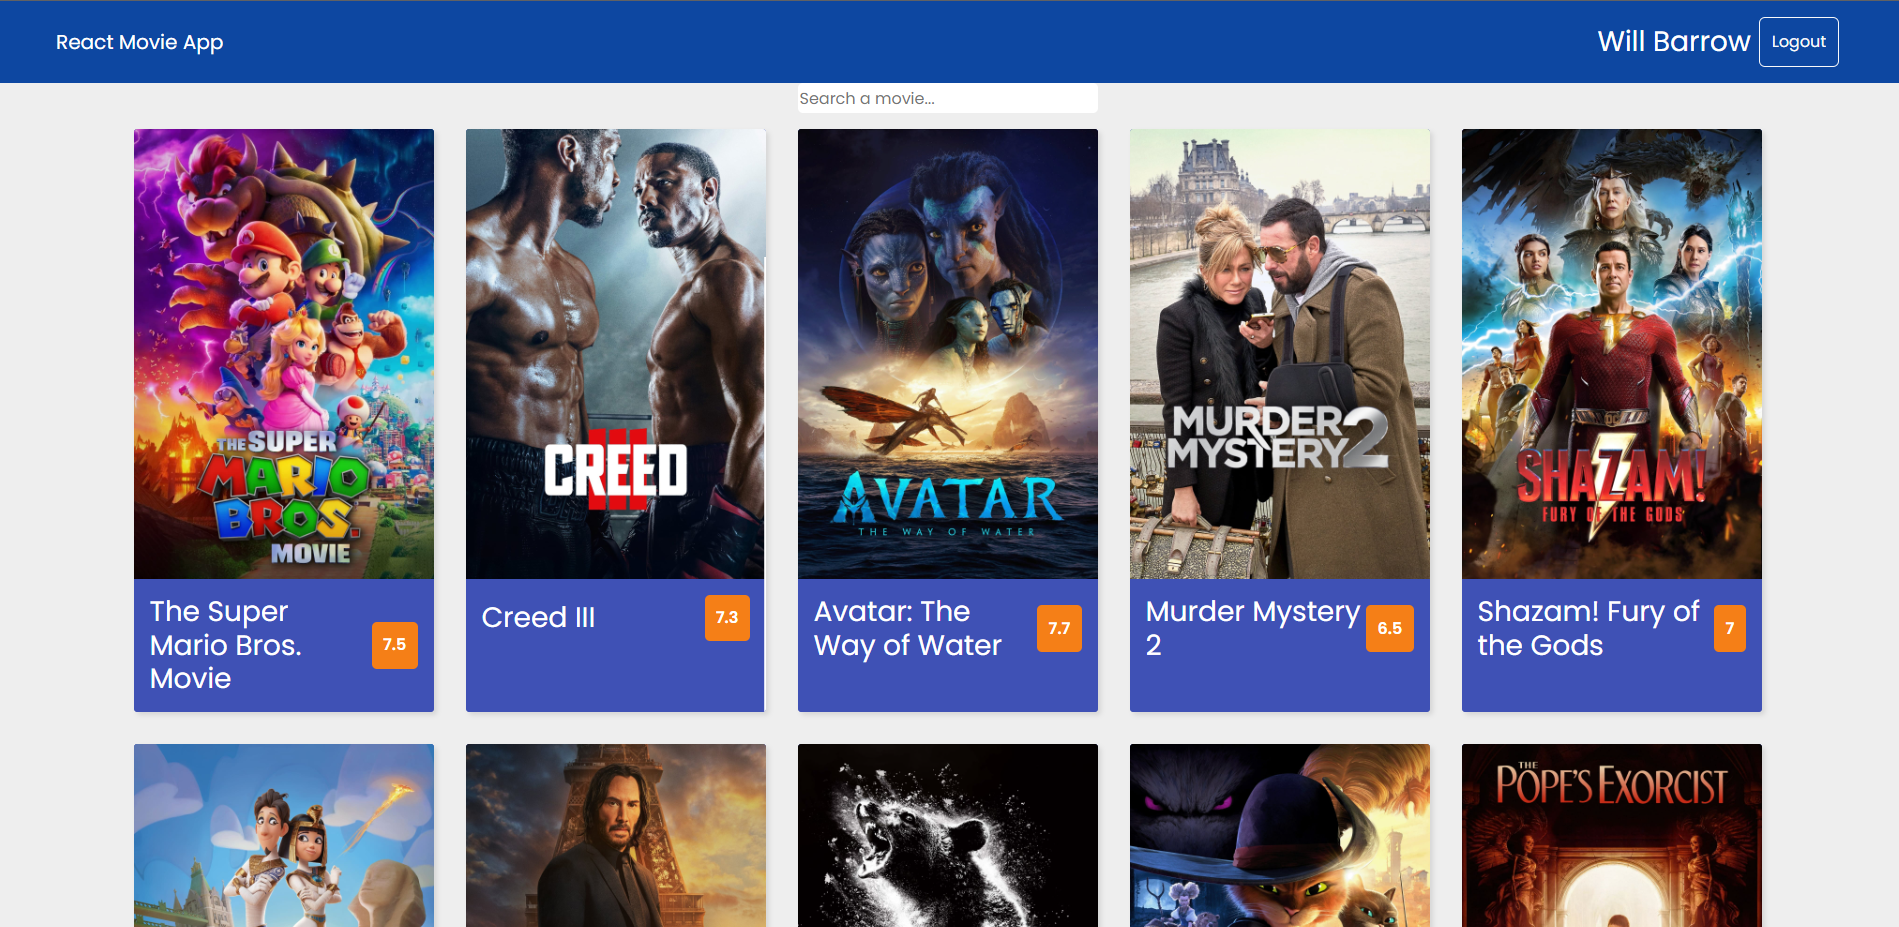 React Movie App
Will Barrow
Logout
Search a movie...
THE SUPER
MARIO
BROS.
MOVIE
CREED
III
AVATAR
THE WAY OF WATER
MURDER
MYSTERY 2
SHAZAM!
FURY OF THE GODS
The Super
Mario Bros.
Movie
7.5
Creed III
7.3
Avatar: The
Way of Water
7.7
Murder Mystery
2
6.5
Shazam! Fury of
the Gods
7
THE
POPE'S EXORCIST